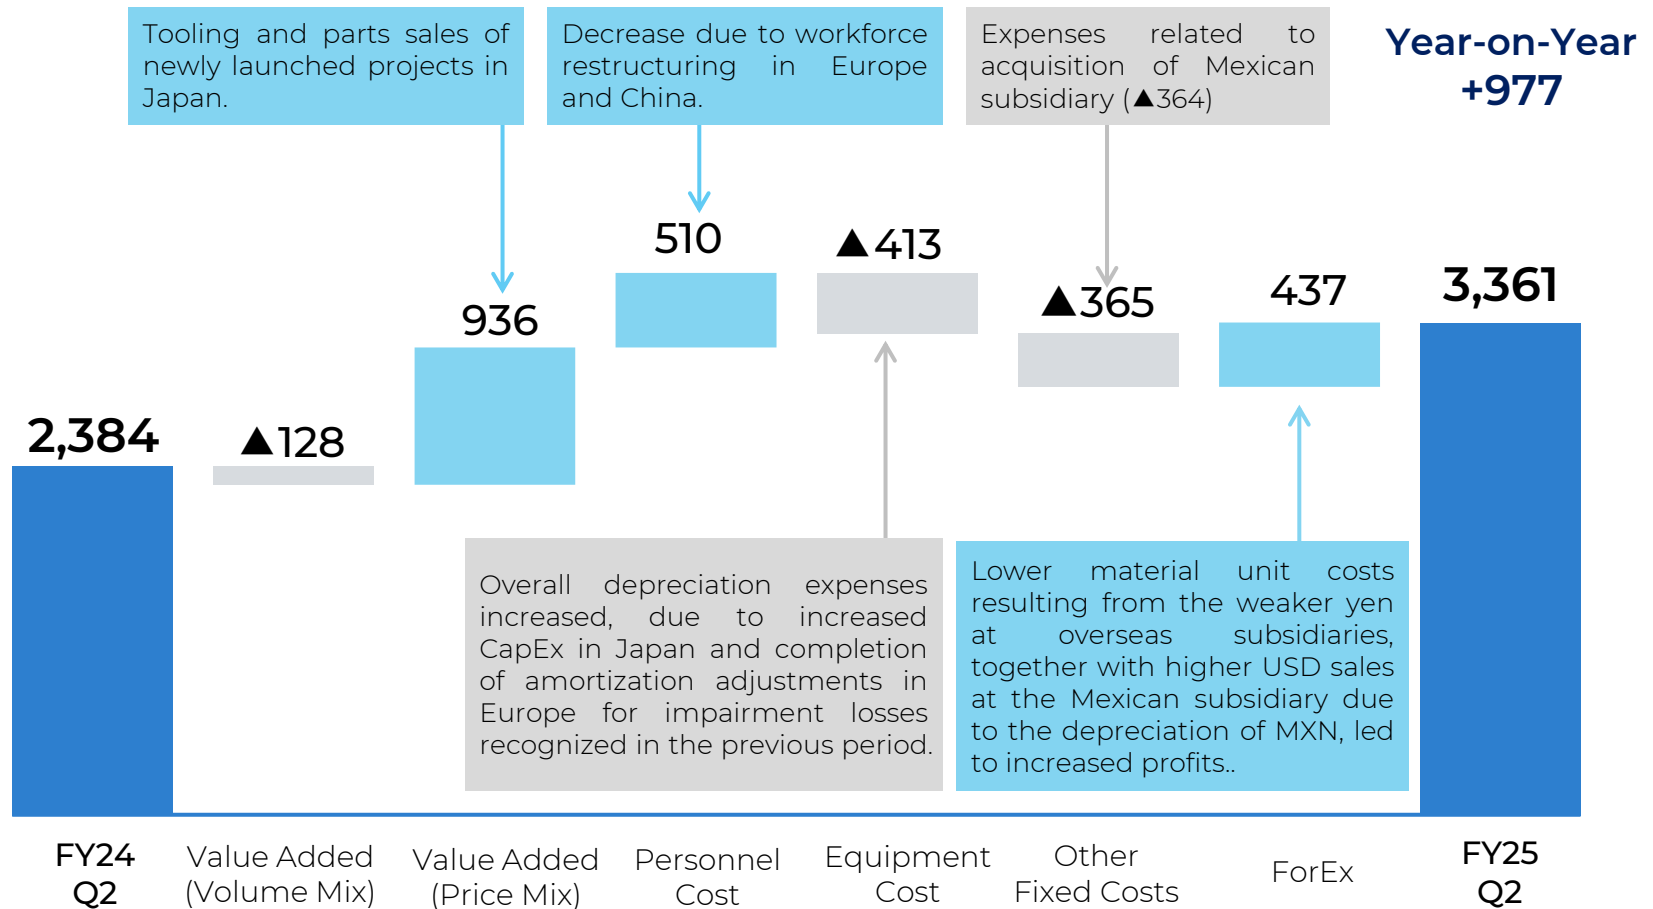 Tooling and parts sales of
newly launched projects in
Japan.
Decrease due to workforce
restructuring in Europe
and China.
Expenses related to
acquisition of Mexican
subsidiary (▲364)
Year-on-Year
+977
2,384
▲128
936
510
▲413
▲365
437
3,361
Overall depreciation expenses
increased, due to increased
CapEx in Japan and completion
of amortization adjustments in
Europe for impairment losses
recognized in the previous period.
Lower material unit costs
resulting from the weaker yen
at overseas subsidiaries,
together with higher USD sales
at the Mexican subsidiary due
to the depreciation of MXN, led
to increased profits..
FY24
Q2
Value Added
(Volume Mix)
Value Added
(Price Mix)
Personnel
Cost
Equipment
Cost
Other
Fixed Costs
ForEx
FY25
Q2